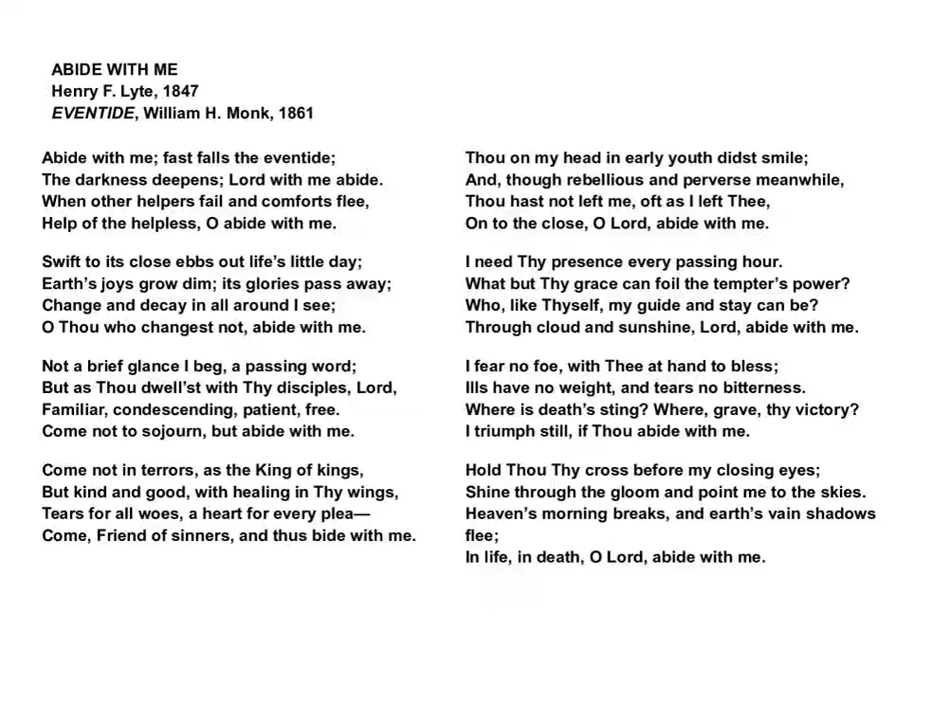 ABIDE WITH ME
Henry F. Lyte, 1847
EVENTIDE, William H. Monk, 1861
Abide with me; fast falls the eventide;
The darkness deepens; Lord with me abide.
When other helpers fail and comforts flee,
Help of the helpless, O abide with me.
Swift to its close ebbs out life’s little day;
Earth’s joys grow dim; its glories pass away;
Change and decay in all around I see;
O Thou who changest not, abide with me.
Not a brief glance I beg, a passing word;
But as Thou dwell’st with Thy disciples, Lord,
Familiar, condescending, patient, free.
Come not to sojourn, but abide with me.
Come not in terrors, as the King of kings,
But kind and good, with healing in Thy wings,
Tears for all woes, a heart for every plea—
Come, Friend of sinners, and thus bide with me.
Thou on my head in early youth didst smile;
And, though rebellious and perverse meanwhile,
Thou hast not left me, oft as I left Thee,
On to the close, O Lord, abide with me.
I need Thy presence every passing hour.
What but Thy grace can foil the tempter’s power?
Who, like Thyself, my guide and stay can be?
Through cloud and sunshine, Lord, abide with me.
I fear no foe, with Thee at hand to bless;
Ills have no weight, and tears no bitterness.
Where is death’s sting? Where, grave, thy victory?
I triumph still, if Thou abide with me.
Hold Thou Thy cross before my closing eyes;
Shine through the gloom and point me to the skies.
Heaven’s morning breaks, and earth’s vain shadows
flee;
In life, in death, O Lord, abide with me.